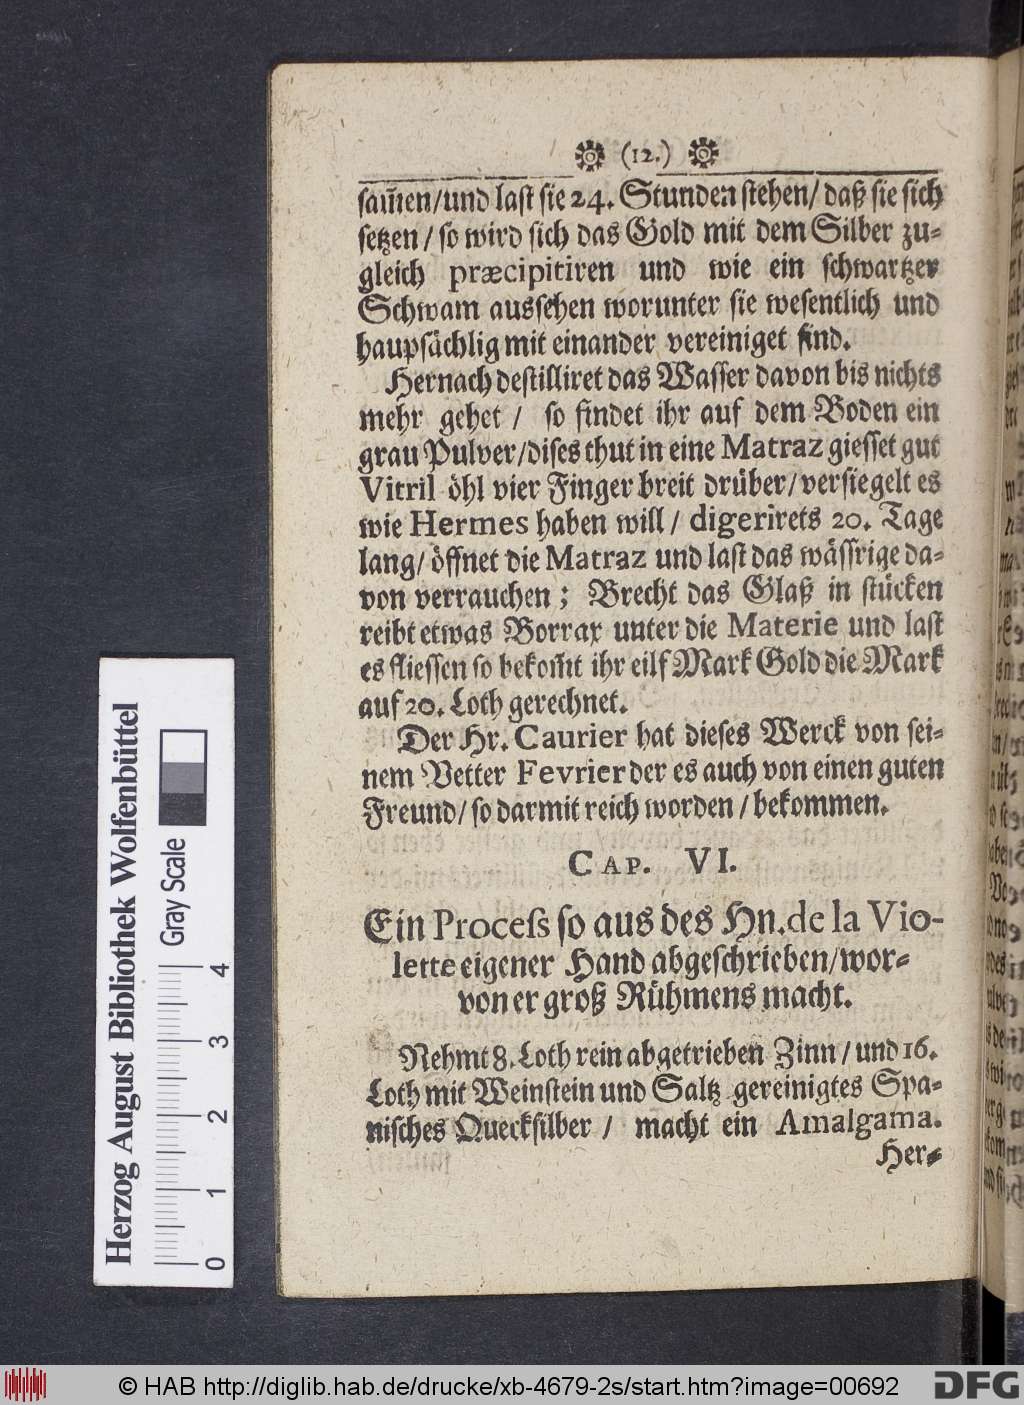 (12.)
sam̃en/und last sie 24. Stunden stehen/ daß sie sich
setzen / so wird sich das Gold mit dem Silber zu-
gleich præcipitiren und wie ein schwartzer
Schwam aussehen worunter sie wesentlich und
haupsächlig mit einander vereiniget sind.
Hernach destilliret das Wasser davon bis nichts
mehr gehet / so findet ihr auf dem Boden ein
grau Pulver/dises thut in eine Matraz giesset gut
Vitril öhl vier Finger breit drüber/versiegelt es
wie Hermes haben will / digerirets 20. Tage
lang/ öffnet die Matraz und last das wässrige da-
von verrauchen ; Brecht das Glaß in stücken
reibt etwas Borrax unter die Materie und last
es fliessen so bekom̃t ihr eilf Mark Gold die Mark
auf 20. Loth gerechnet.
Der Hr. Caurier hat dieses Werck von sei-
nem Vetter Fevrier der es auch von einen guten
Freund/ so darmit reich worden / bekommen.
CAP. VI.
Ein Process so aus des Hn. de la Vio-
lette eigener Hand abgeschrieben/wor-
von er groß Rühmens macht.
Nehmt 8. Loth rein abgetrieben Zinn / und 16.
Loth mit Weinstein und Saltz gereinigtes Spa-
nisches Quecksilber / macht ein Amalgama.
Her-
Herzog August Bibliothek Wolfenbüttel
Gray Scale
0 1 2 3 4
© HAB http://diglib.hab.de/drucke/xb-4679-2s/start.htm?image=00692
DFG